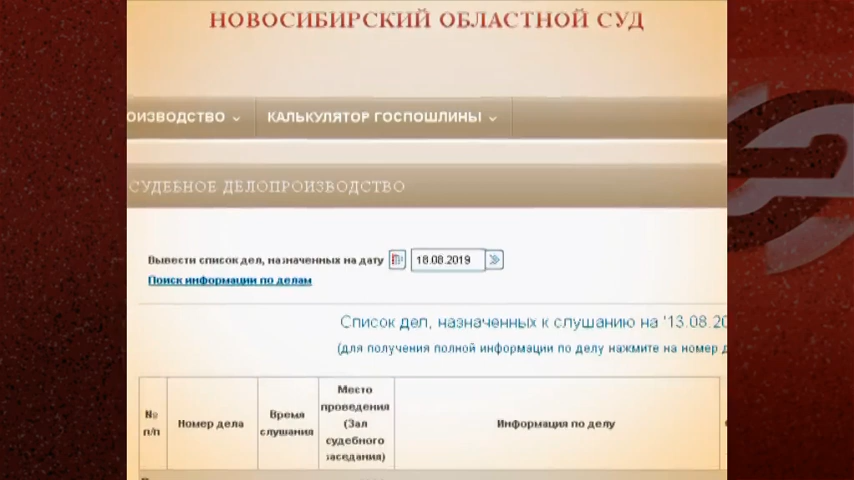 НОВОСИБИРСКИЙ ОБЛАСТНОЙ СУД
ОИЗВОДСТВО
КАЛЬКУЛЯТОР ГОСПОШЛИНЫ
СУДЕБНОЕ ДЕЛОПРОИЗВОДСТВО
Вывести список дел, назначенных на дату 18.08.2019
Поиск информации по делам
Список дел, назначенных к слушанию на '13.08.20
(для получения полной информации по делу нажмите на номер д
№ п/п
Номер дела
Время
слушания
Место
проведения
(Зал
судебного
заседания)
Информация по делу